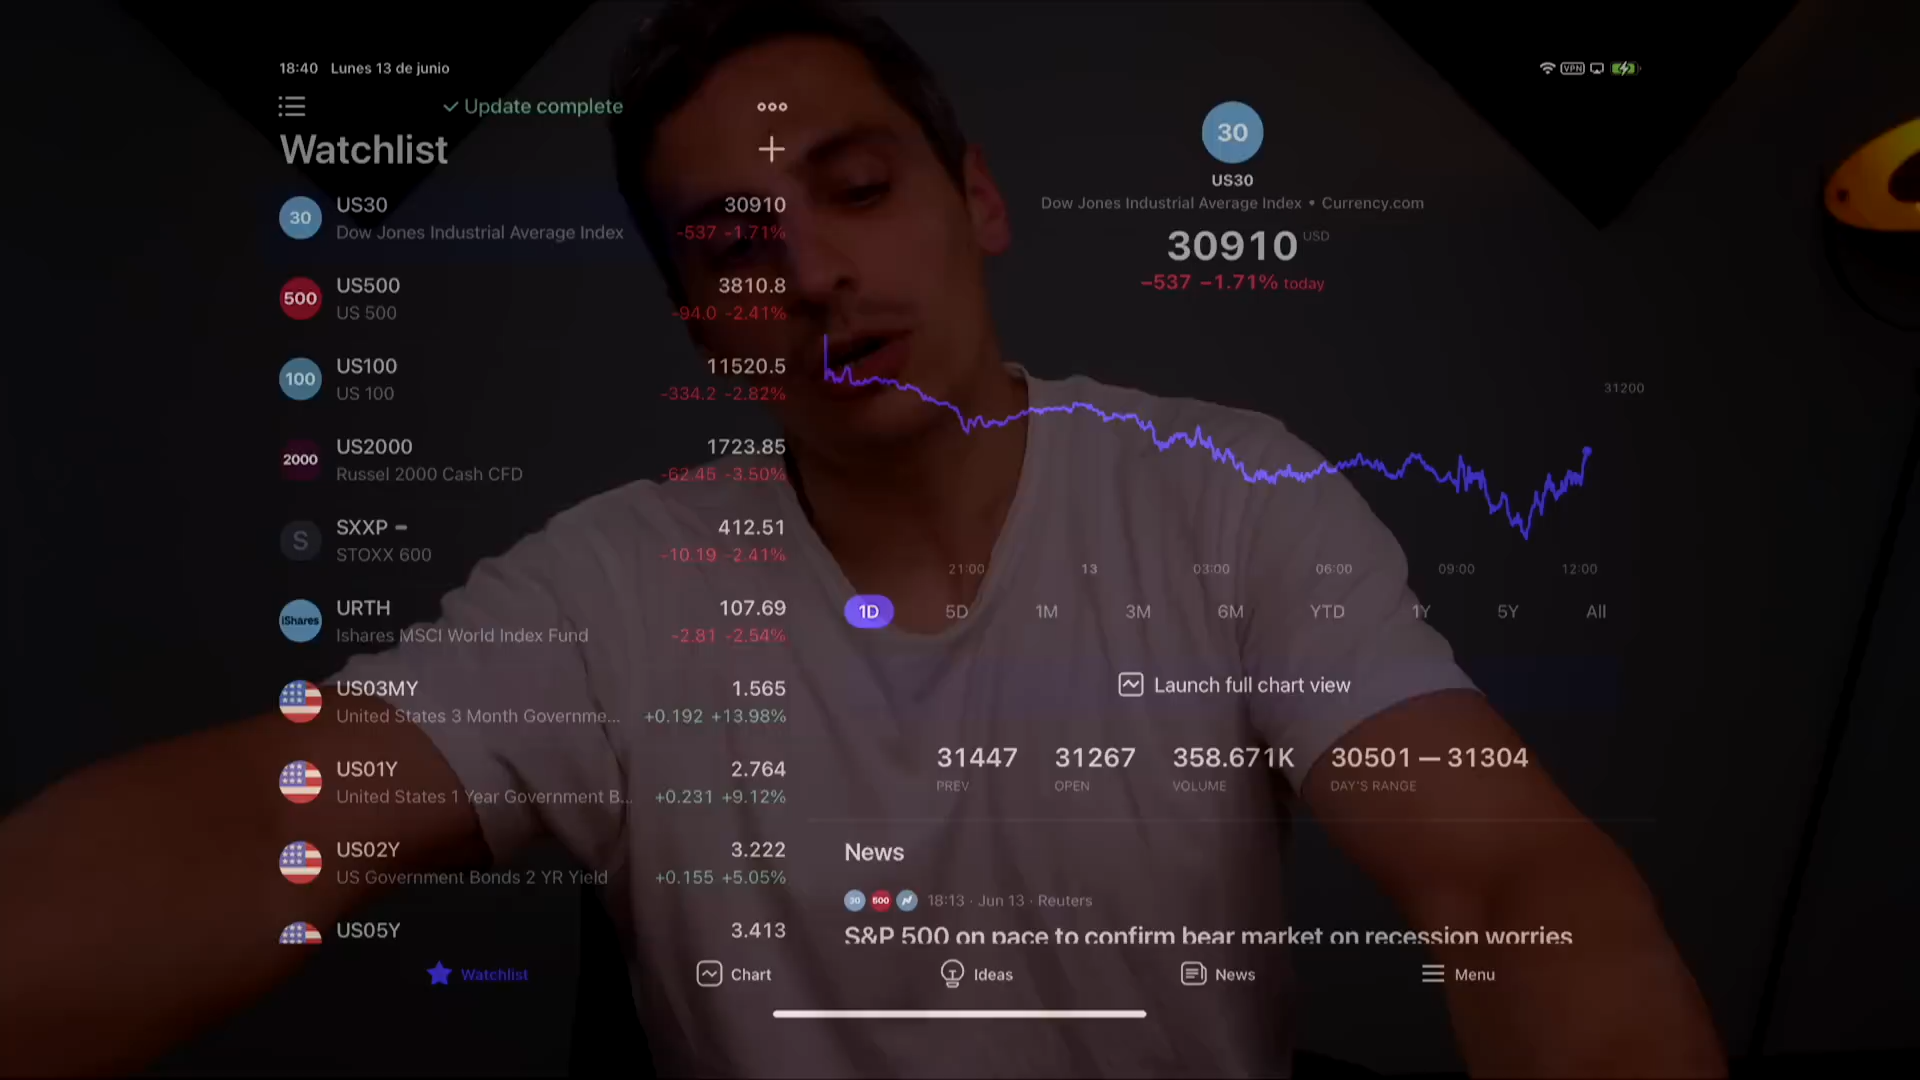 18:40 Lunes 13 de junio
VPN
Update complete
Watchlist
30
US30
30910
Dow Jones Industrial Average Index
-537 -1.71%
500
US500
3810.8
US 500
-94.0 -2.41%
100
US100
11520.5
US 100
-334.2 -2.82%
2000
US2000
1723.85
Russel 2000 Cash CFD
-62.45 -3.50%
S
SXXP
412.51
STOXX 600
-10.19 -2.41%
iShares
URTH
107.69
Ishares MSCI World Index Fund
-2.81 -2.54%
US03MY
1.565
United States 3 Month Governme...
+0.192 +13.98%
US01Y
2.764
United States 1 Year Government B...
+0.231 +9.12%
US02Y
3.222
US Government Bonds 2 YR Yield
+0.155 +5.05%
US05Y
3.413
30
US30
Dow Jones Industrial Average Index • Currency.com
30910 USD
−537 −1.71% today
31200
21:00 13 03:00 06:00 09:00 12:00
1D 5D 1M 3M 6M YTD 1Y 5Y All
Launch full chart view
31447 31267 358.671K 30501 — 31304
PREV OPEN VOLUME DAY'S RANGE
News
30 500 18:13 · Jun 13 · Reuters
S&P 500 on pace to confirm bear market on recession worries
Watchlist Chart Ideas News Menu